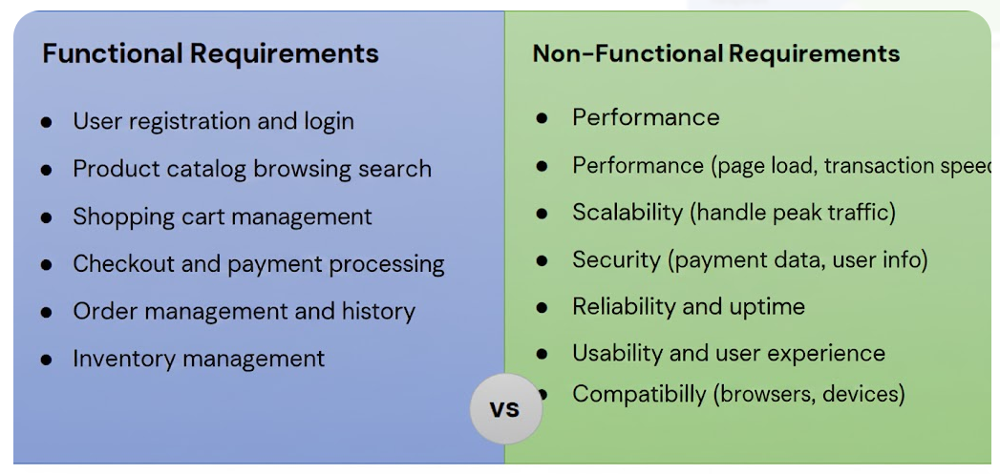 Functional Requirements
• User registration and login
• Product catalog browsing search
• Shopping cart management
• Checkout and payment processing
• Order management and history
• Inventory management
Non-Functional Requirements
• Performance
• Performance (page load, transaction speed
• Scalability (handle peak traffic)
• Security (payment data, user info)
• Reliability and uptime
• Usability and user experience
• Compatibilly (browsers, devices)
VS